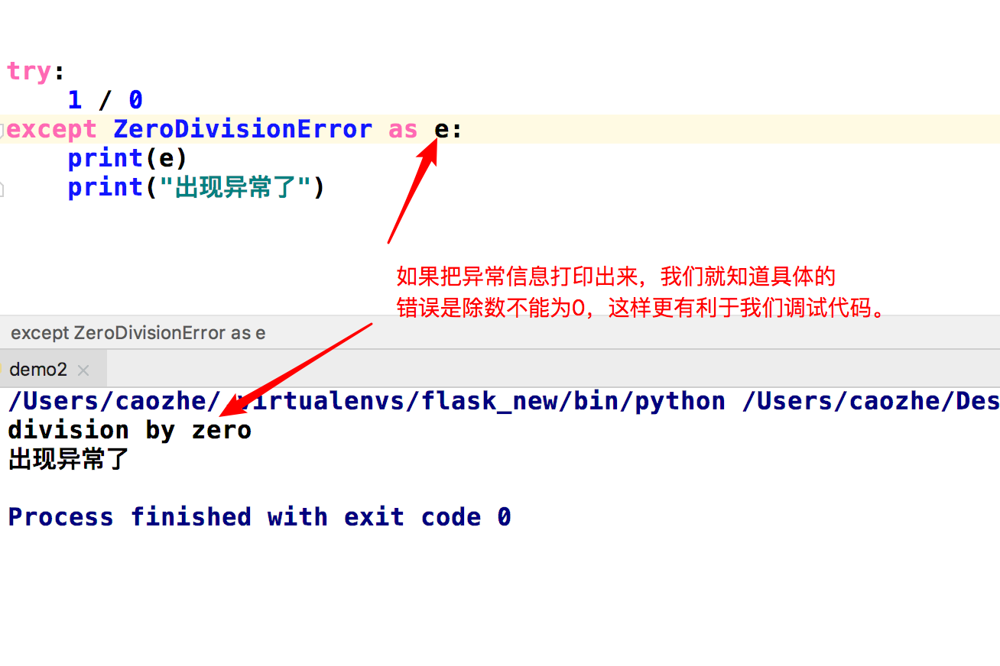 try:
    1 / 0
except ZeroDivisionError as e:
    print(e)
    print("出现异常了")
如果把异常信息打印出来，我们就知道具体的
错误是除数不能为0，这样更有利于我们调试代码。
except ZeroDivisionError as e
demo2
/Users/caozhe/.virtualenvs/flask_new/bin/python /Users/caozhe/Des
division by zero
出现异常了
Process finished with exit code 0